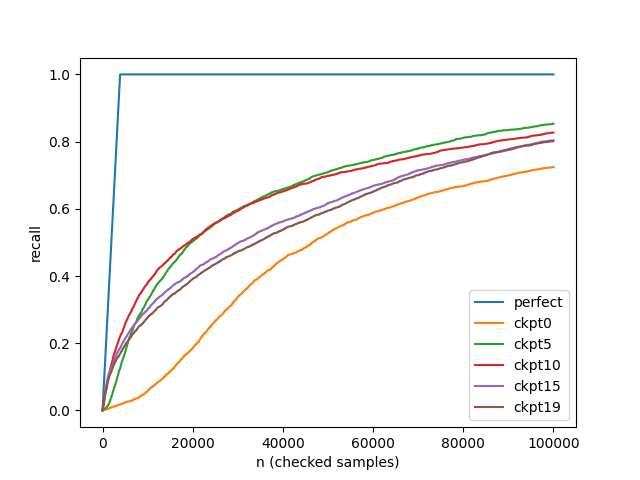 1.0
0.8
0.6
0.4
0.2
0.0
recall
0 20000 40000 60000 80000 100000
n (checked samples)
perfect
ckpt0
ckpt5
ckpt10
ckpt15
ckpt19